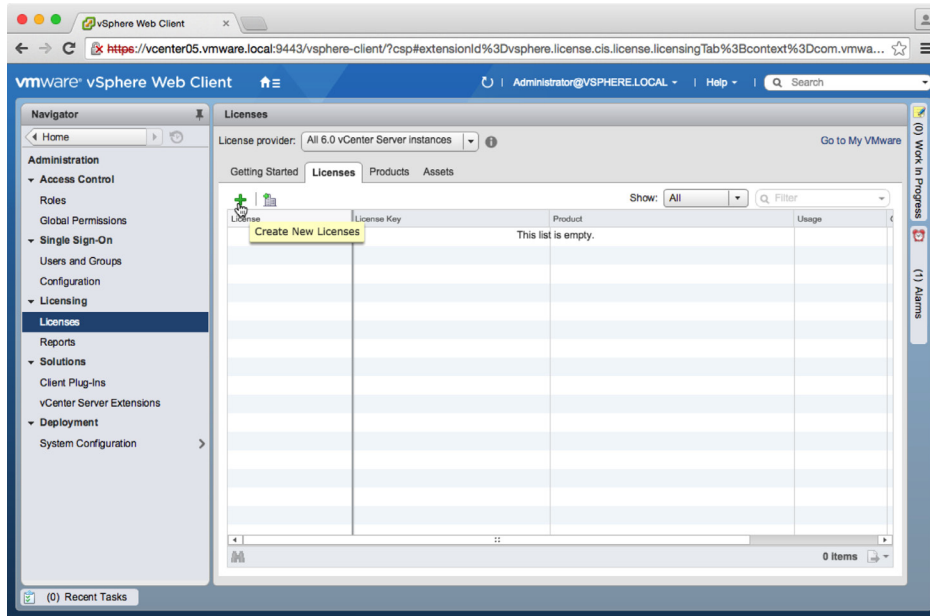 vSphere Web Client
https://vcenter05.vmware.local:9443/vsphere-client/?csp#extensionId%3Dvsphere.license.cis.license.licensingTab%3Bcontext%3Dcom.vmwa...
vmware® vSphere Web Client
Administrator@VSPHERE.LOCAL
Help
Search
Navigator
Home
Administration
Access Control
Roles
Global Permissions
Single Sign-On
Users and Groups
Configuration
Licensing
Licenses
Reports
Solutions
Client Plug-Ins
vCenter Server Extensions
Deployment
System Configuration
Licenses
License provider: All 6.0 vCenter Server instances
Go to My VMware
Getting Started Licenses Products Assets
Show: All Filter
License License Key Product Usage
Create New Licenses
This list is empty.
0 items
(0) Work In Progress
(1) Alarms
(0) Recent Tasks